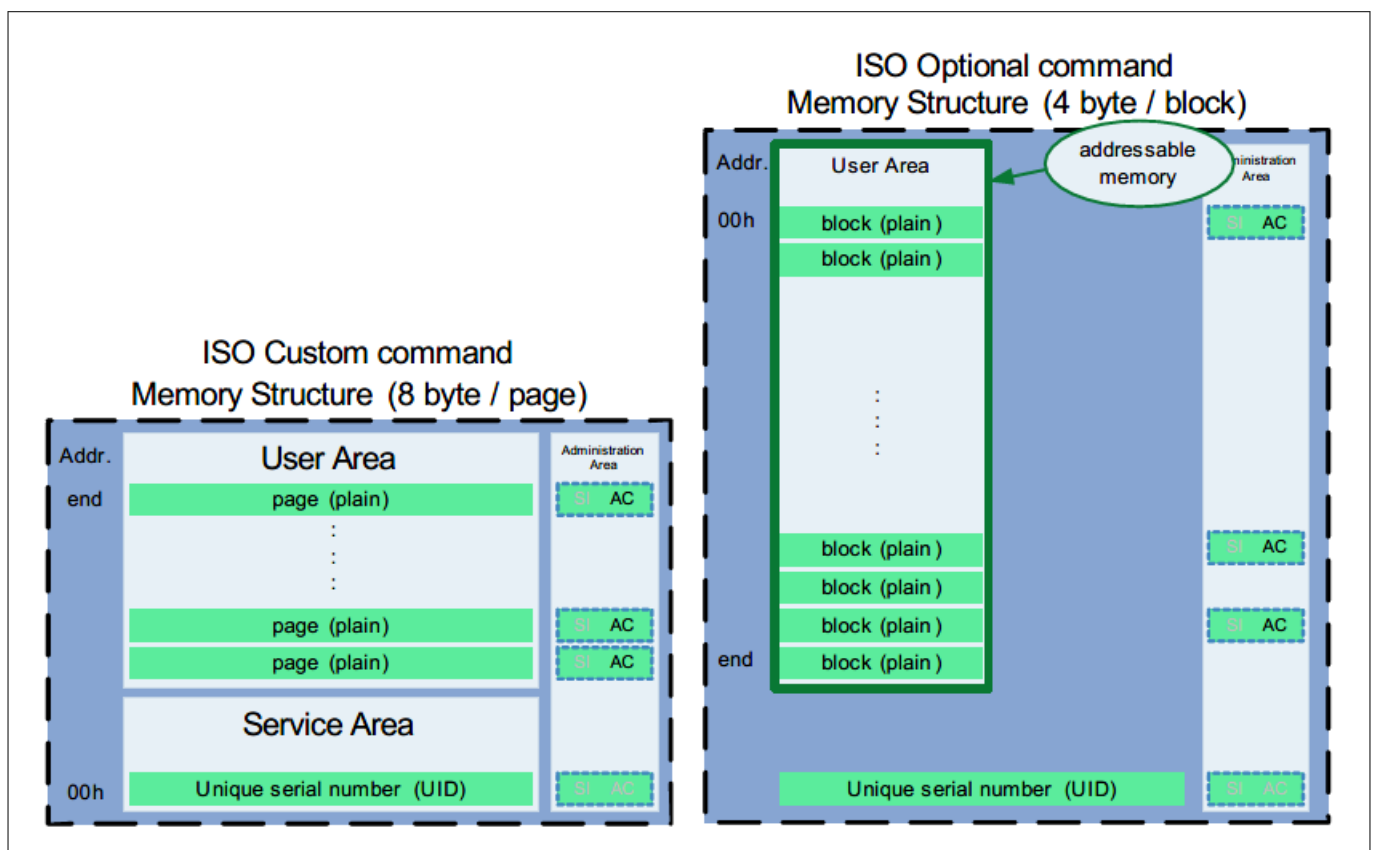 ISO Optional command
Memory Structure (4 byte / block)
Addr.
User Area
addressable
memory
ministration
Area
00h
block (plain )
SI AC
block (plain )
:
:
:
block (plain )
SI AC
block (plain )
block (plain )
SI AC
end
block (plain )
Unique serial number (UID)
SI AC
ISO Custom command
Memory Structure (8 byte / page)
Addr.
User Area
Administration
Area
end
page (plain)
SI AC
:
:
:
page (plain)
SI AC
page (plain)
SI AC
Service Area
00h
Unique serial number (UID)
SI AC